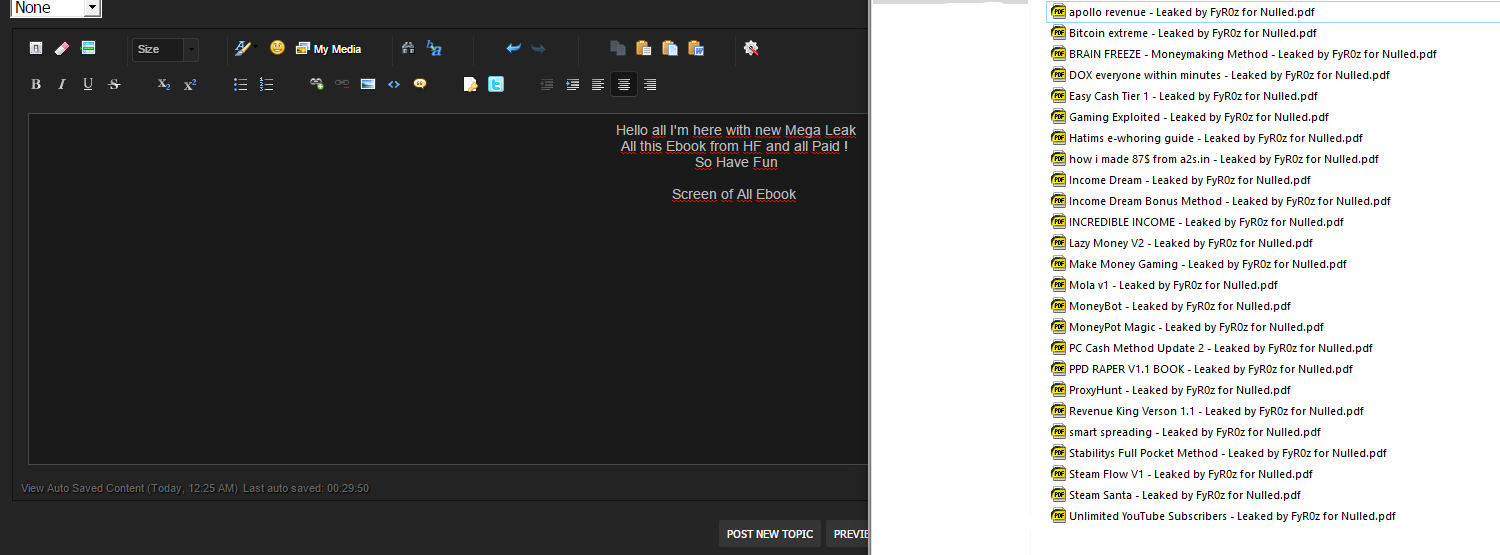 None
Size
My Media
B I U S X2 X2
Hello all I'm here with new Mega Leak
All this Ebook from HF and all Paid !
So Have Fun
Screen of All Ebook
View Auto Saved Content (Today, 12:25 AM) Last auto saved: 00:29:50
POST NEW TOPIC
PREVIE
apollo revenue - Leaked by FyR0z for Nulled.pdf
Bitcoin extreme - Leaked by FyR0z for Nulled.pdf
BRAIN FREEZE - Moneymaking Method - Leaked by FyR0z for Nulled.pdf
DOX everyone within minutes - Leaked by FyR0z for Nulled.pdf
Easy Cash Tier 1 - Leaked by FyR0z for Nulled.pdf
Gaming Exploited - Leaked by FyR0z for Nulled.pdf
Hatims e-whoring guide - Leaked by FyR0z for Nulled.pdf
how i made 87$ from a2s.in - Leaked by FyR0z for Nulled.pdf
Income Dream - Leaked by FyR0z for Nulled.pdf
Income Dream Bonus Method - Leaked by FyR0z for Nulled.pdf
INCREDIBLE INCOME - Leaked by FyR0z for Nulled.pdf
Lazy Money V2 - Leaked by FyR0z for Nulled.pdf
Make Money Gaming - Leaked by FyR0z for Nulled.pdf
Mola v1 - Leaked by FyR0z for Nulled.pdf
MoneyBot - Leaked by FyR0z for Nulled.pdf
MoneyPot Magic - Leaked by FyR0z for Nulled.pdf
PC Cash Method Update 2 - Leaked by FyR0z for Nulled.pdf
PPD RAPER V1.1 BOOK - Leaked by FyR0z for Nulled.pdf
ProxyHunt - Leaked by FyR0z for Nulled.pdf
Revenue King Verson 1.1 - Leaked by FyR0z for Nulled.pdf
smart spreading - Leaked by FyR0z for Nulled.pdf
Stabilitys Full Pocket Method - Leaked by FyR0z for Nulled.pdf
Steam Flow V1 - Leaked by FyR0z for Nulled.pdf
Steam Santa - Leaked by FyR0z for Nulled.pdf
Unlimited YouTube Subscribers - Leaked by FyR0z for Nulled.pdf